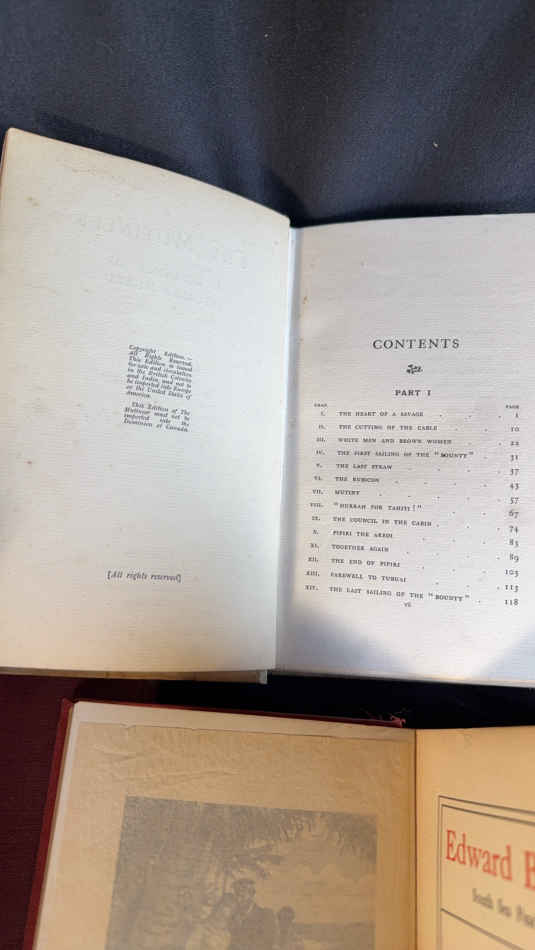 Copyright Edition.—
All Rights Reserved.
This Edition is issued
for sale and circulation
in the British Colonies
and India, and not to
be imported into Europe
or the United States of
America.
This Edition of The
Mutineer must not be
imported into the
Dominion of Canada.
[All rights reserved]
CONTENTS
PART I
CHAP. PAGE
I. THE HEART OF A SAVAGE . . . 1
II. THE CUTTING OF THE CABLE . . . 10
III. WHITE MEN AND BROWN WOMEN . . . 22
IV. THE FIRST SAILING OF THE "BOUNTY" . . 31
V. THE LAST STRAW . . . . 37
VI. THE RUBICON . . . . 43
VII. MUTINY . . . . 57
VIII. "HURRAH FOR TAHITI!" . . . 67
IX. THE COUNCIL IN THE CABIN . . . 74
X. PIPIRI THE AREOI . . . . 83
XI. TOGETHER AGAIN . . . . 89
XII. THE END OF PIPIRI . . . . 103
XIII. FAREWELL TO TUBUAI . . . . 113
XIV. THE LAST SAILING OF THE "BOUNTY" . . 118
vii
Edward
South Sea